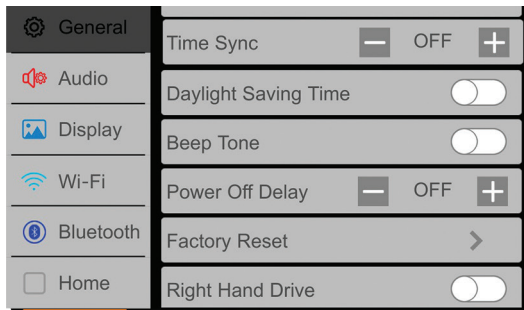 General
Audio
Display
Wi-Fi
Bluetooth
Home
Time Sync OFF
Daylight Saving Time
Beep Tone
Power Off Delay OFF
Factory Reset
Right Hand Drive